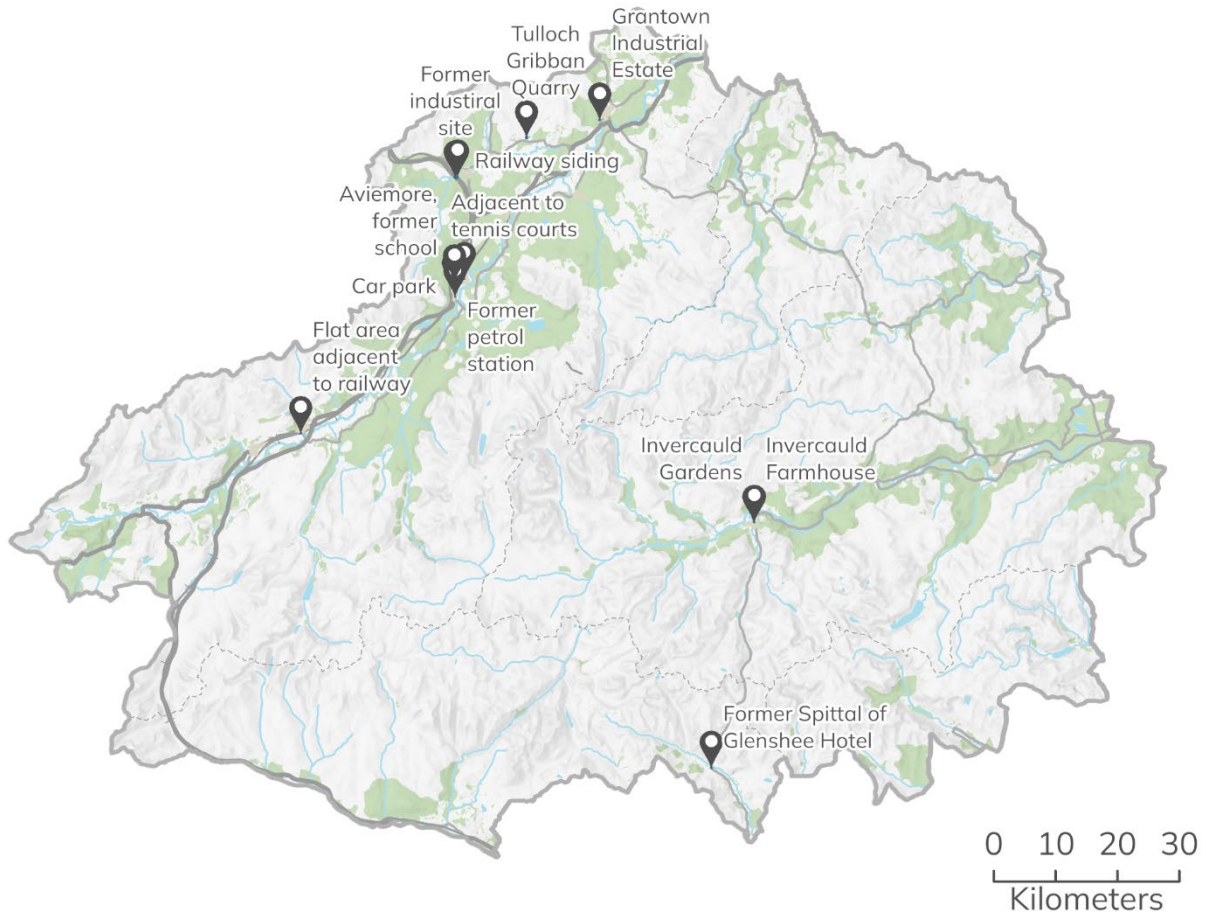 Grantown
Industrial
Estate
Tulloch
Gribban
Quarry
Former
industiral
site
Railway siding
Aviemore,
former
school
Adjacent to
tennis courts
Car park
Former
petrol
station
Flat area
adjacent
to railway
Invercauld
Gardens
Invercauld
Farmhouse
Former Spittal of
Glenshee Hotel
0 10 20 30
Kilometers